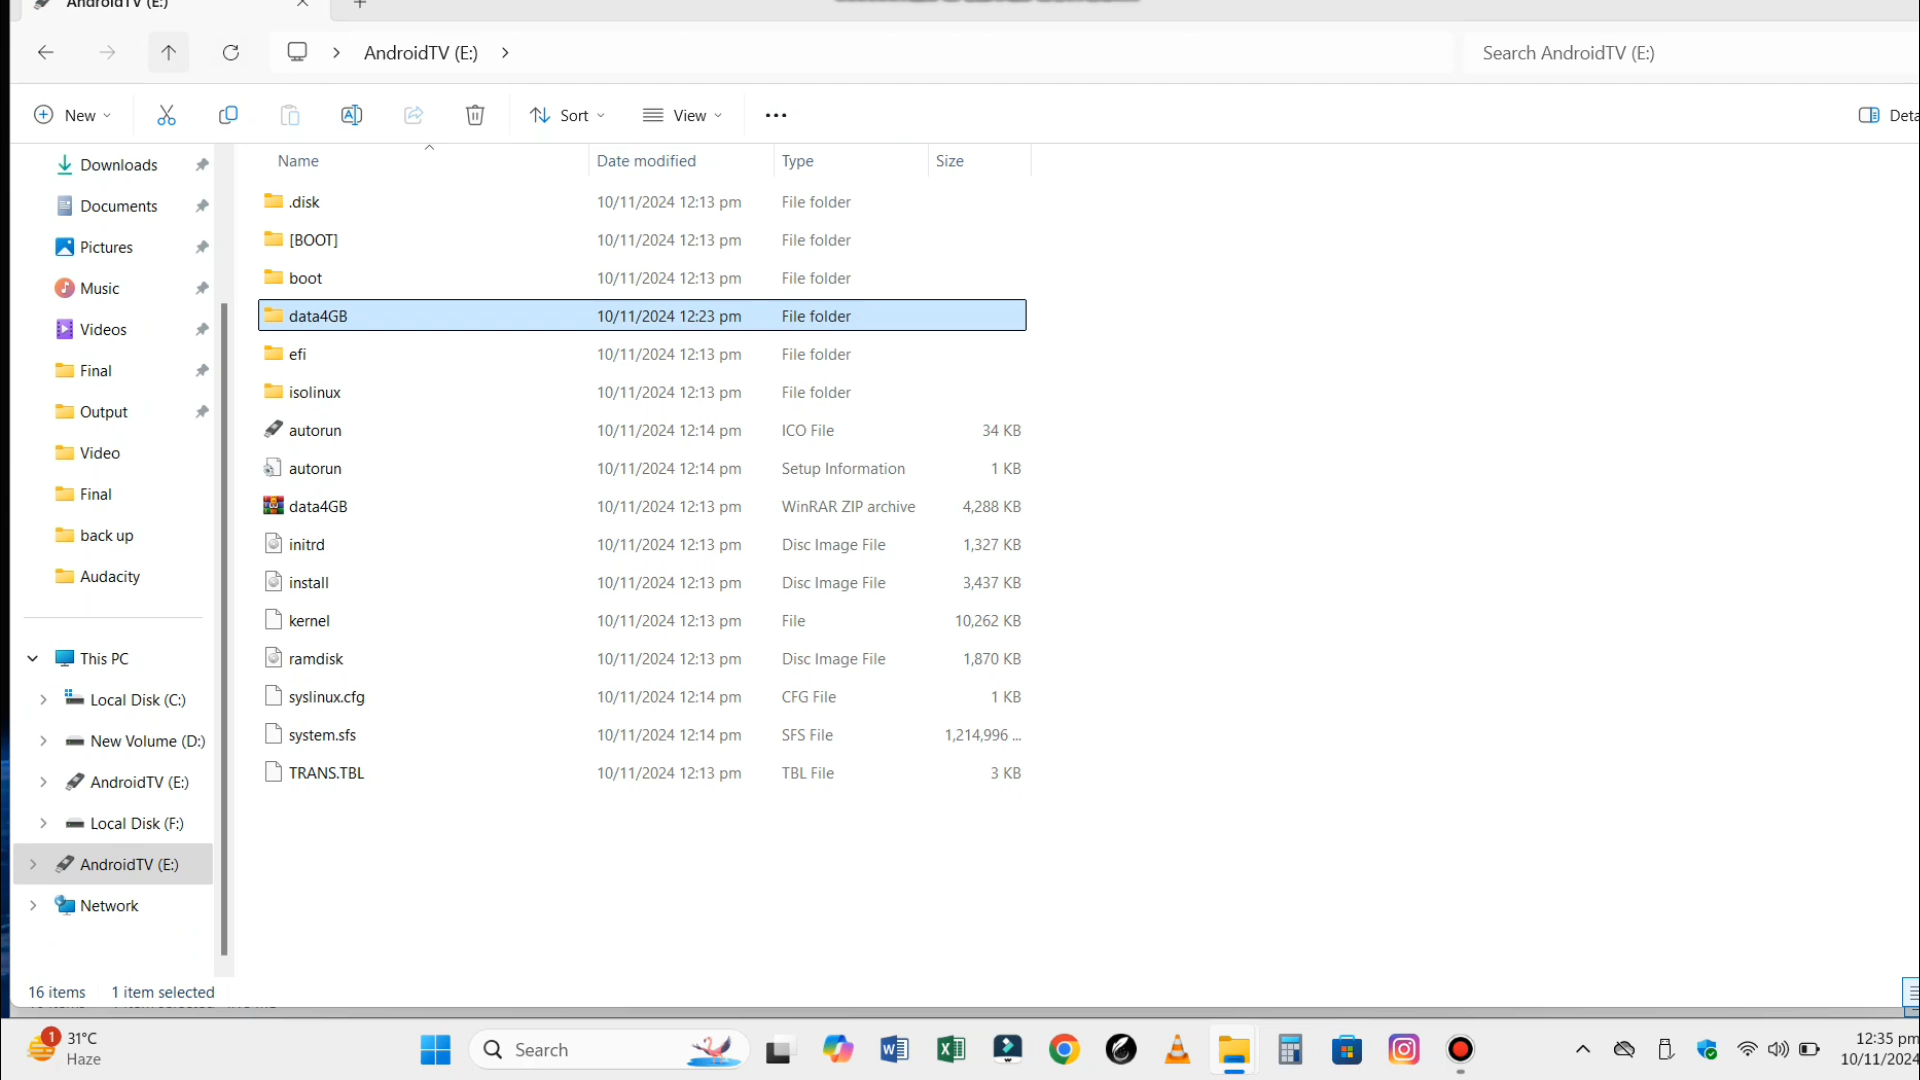 AndroidTV (E:)
AndroidTV (E:)
Search AndroidTV (E:)
New
Sort
View
Deta
Name Date modified Type Size
Downloads
Documents
Pictures
Music
Videos
Final
Output
Video
Final
back up
Audacity
This PC
Local Disk (C:)
New Volume (D:)
AndroidTV (E:)
Local Disk (F:)
AndroidTV (E:)
Network
.disk 10/11/2024 12:13 pm File folder
[BOOT] 10/11/2024 12:13 pm File folder
boot 10/11/2024 12:13 pm File folder
data4GB 10/11/2024 12:23 pm File folder
efi 10/11/2024 12:13 pm File folder
isolinux 10/11/2024 12:13 pm File folder
autorun 10/11/2024 12:14 pm ICO File 34 KB
autorun 10/11/2024 12:14 pm Setup Information 1 KB
data4GB 10/11/2024 12:13 pm WinRAR ZIP archive 4,288 KB
initrd 10/11/2024 12:13 pm Disc Image File 1,327 KB
install 10/11/2024 12:13 pm Disc Image File 3,437 KB
kernel 10/11/2024 12:13 pm File 10,262 KB
ramdisk 10/11/2024 12:13 pm Disc Image File 1,870 KB
syslinux.cfg 10/11/2024 12:14 pm CFG File 1 KB
system.sfs 10/11/2024 12:14 pm SFS File 1,214,996 ...
TRANS.TBL 10/11/2024 12:13 pm TBL File 3 KB
16 items 1 item selected
1
31°C
Haze
Search
12:35 pm
10/11/2024